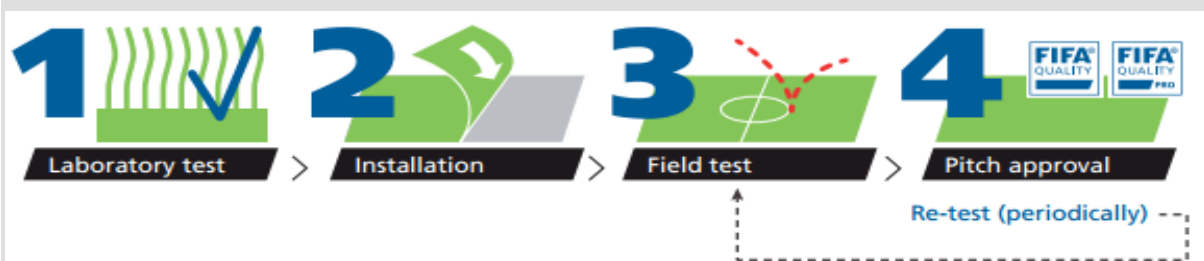 1
2
3
4
FIFA®
QUALITY
FIFA®
QUALITY
PRO
Laboratory test
>
Installation
>
Field test
>
Pitch approval
Re-test (periodically)